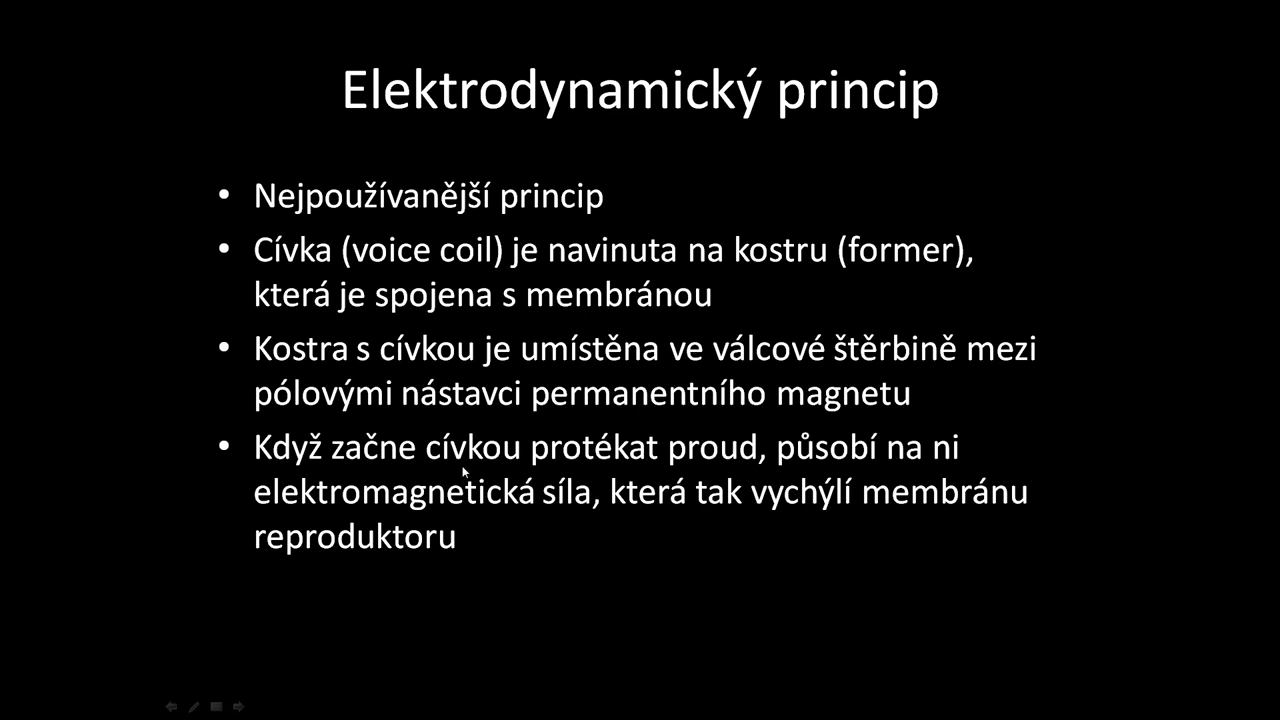 Elektrodynamický princip
• Nejpoužívanější princip
• Cívka (voice coil) je navinuta na kostru (former),
která je spojena s membránou
• Kostra s cívkou je umístěna ve válcové štěrbině mezi
pólovými nástavci permanentního magnetu
• Když začne cívkou protékat proud, působí na ni
elektromagnetická síla, která tak vychýlí membránu
reproduktoru